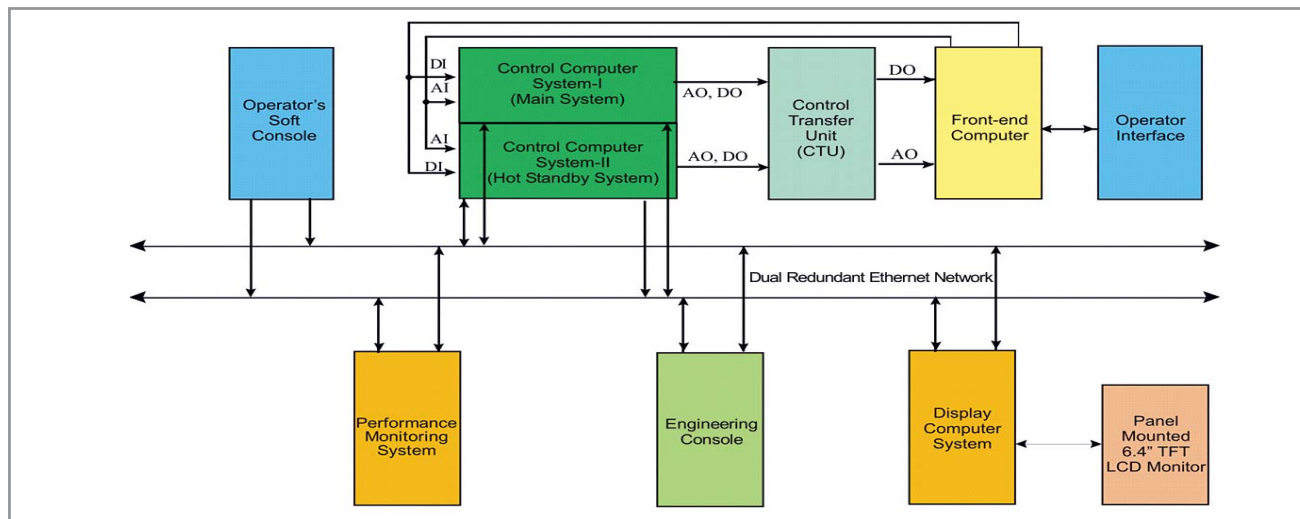 Operator's
Soft
Console
DI
AI
AI
DI
Control Computer
System-I
(Main System)
Control Computer
System-II
(Hot Standby System)
AO, DO
AO, DO
Control
Transfer
Unit
(CTU)
DO
AO
Front-end
Computer
Operator
Interface
Dual Redundant Ethernet Network
Performance
Monitoring
System
Engineering
Console
Display
Computer
System
Panel
Mounted
6.4" TFT
LCD Monitor